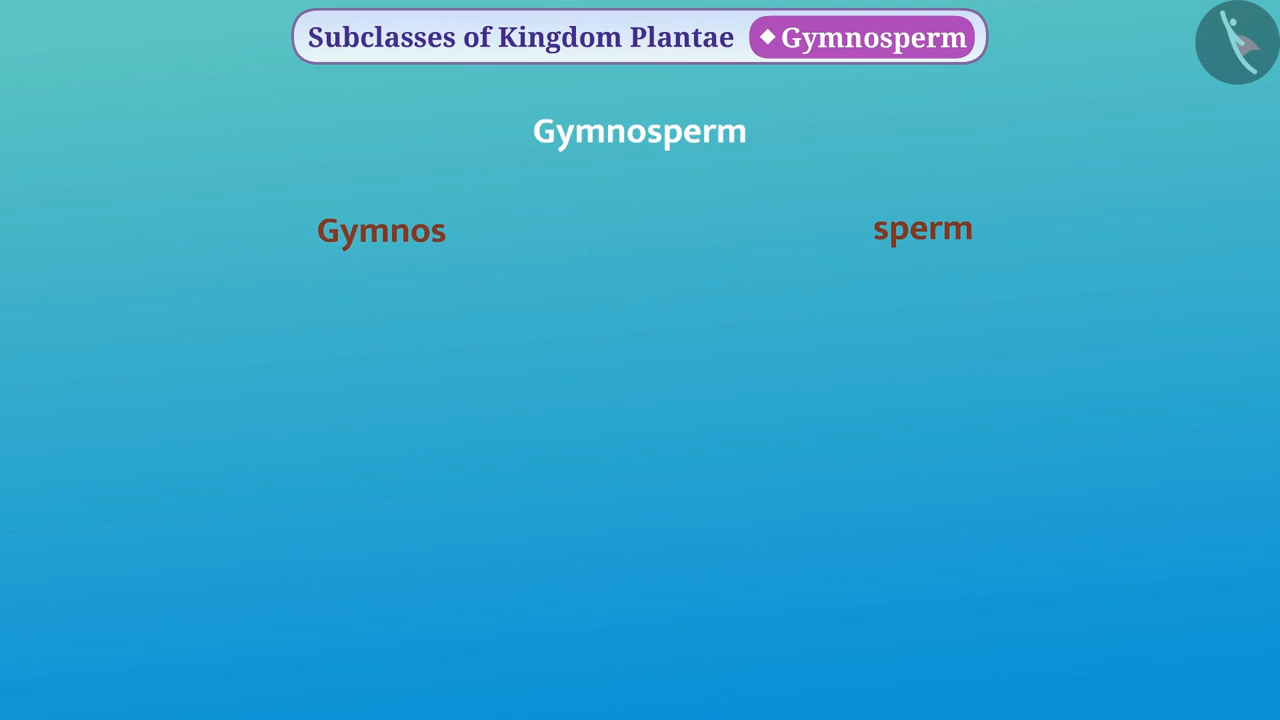 Subclasses of Kingdom Plantae ◆ Gymnosperm
Gymnosperm
Gymnos sperm